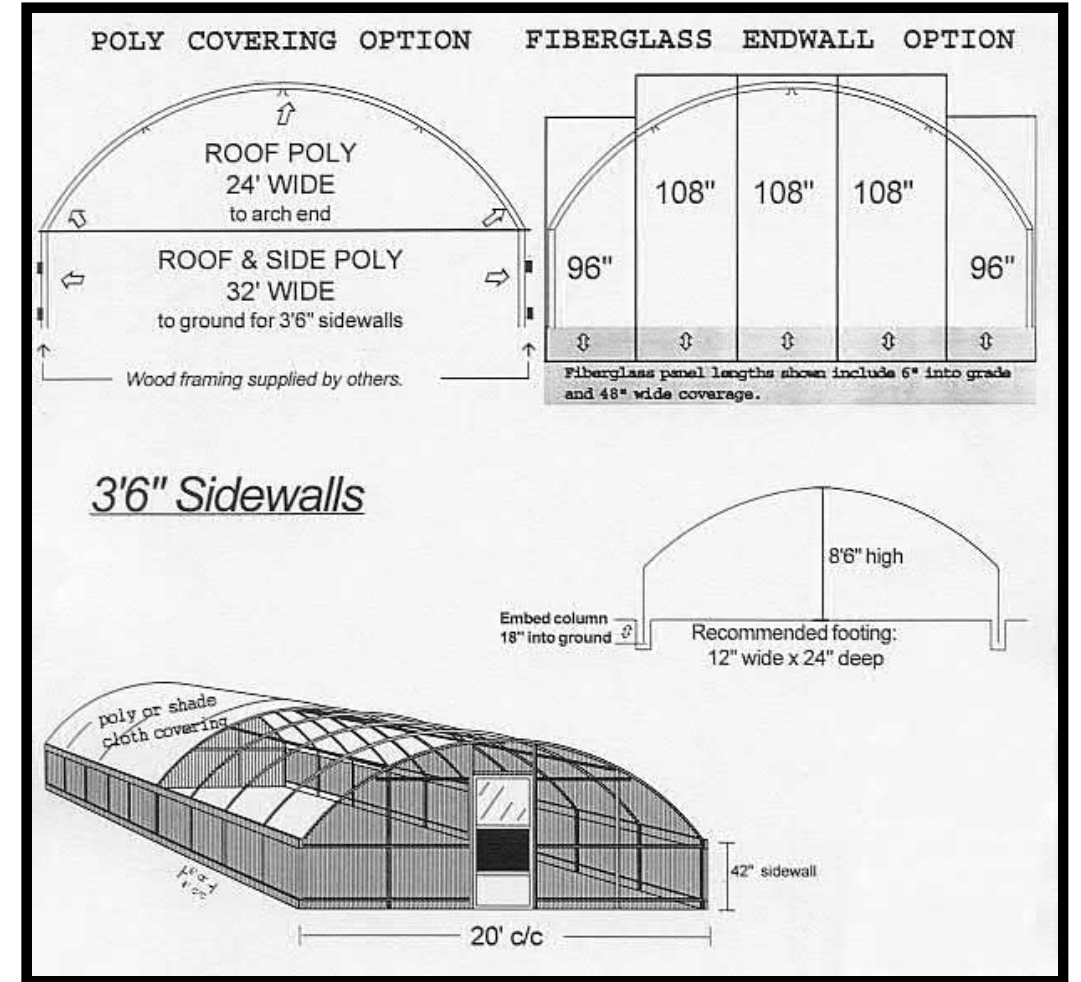 POLY COVERING OPTION
ROOF POLY
24' WIDE
to arch end
ROOF & SIDE POLY
32' WIDE
to ground for 3'6" sidewalls
Wood framing supplied by others.
FIBERGLASS ENDWALL OPTION
96"
108"
108"
108"
96"
Fiberglass panel lengths shown include 6" into grade
and 48" wide coverage.
3'6" Sidewalls
8'6" high
Embed column
18" into ground
Recommended footing:
12" wide x 24" deep
poly or shade
cloth covering
42" sidewall
20' c/c